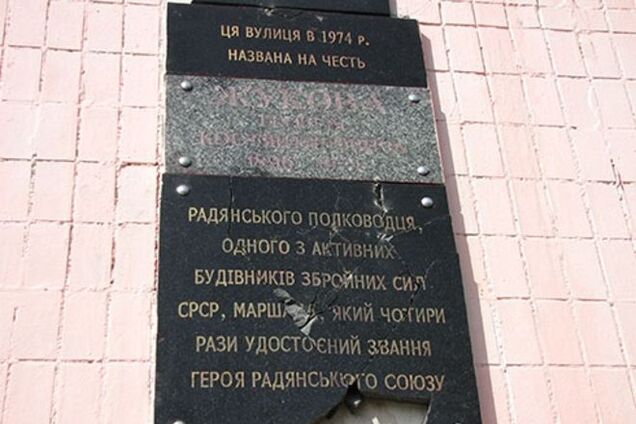 ЦЯ ВУЛИЦЯ В 1974 р.
НАЗВАНА НА ЧЕСТЬ
ЖУКОВА
РАДЯНСЬКОГО ПОЛКОВОДЦЯ,
ОДНОГО З АКТИВНИХ
БУДІВНИКІВ ЗБРОЙНИХ СИЛ
СРСР, МАРШАЛА, ЯКИЙ ЧОТИРИ
РАЗИ УДОСТОЄНИЙ ЗВАННЯ
ГЕРОЯ РАДЯНСЬКОГО СОЮЗУ